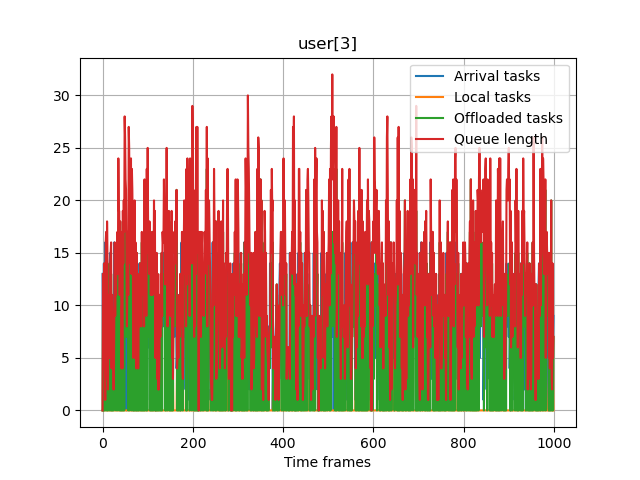 user[3]
Arrival tasks
Local tasks
Offloaded tasks
Queue length
30
25
20
15
10
5
0
0 200 400 600 800 1000
Time frames